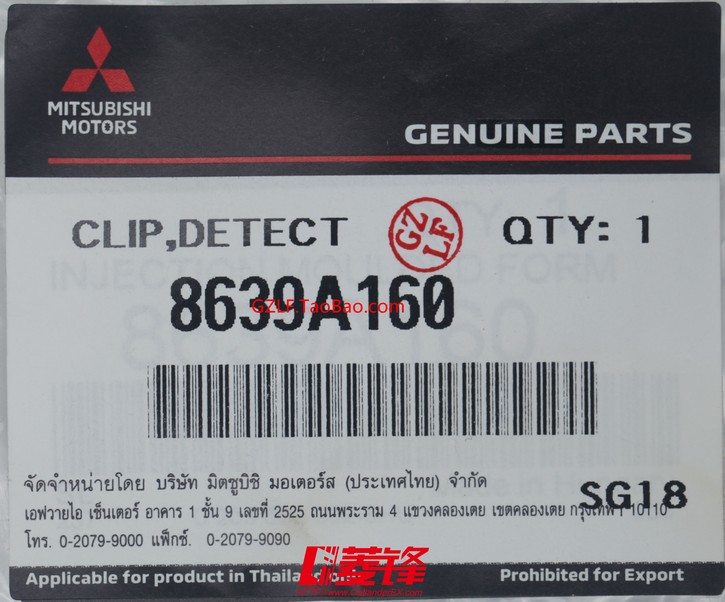 MITSUBISHI
MOTORS
GENUINE PARTS
CLIP,DETECT
GZ
LF
QTY: 1
INJECTION MOULDED FORM
8639A160
GZLF.TaoBao.com
จัดจำหน่ายโดย บริษัท มิตซูบิชิ มอเตอร์ส (ประเทศไทย) จำกัด
SG18
เอฟวายไอ เซ็นเตอร์ อาคาร 1 ชั้น 9 เลขที่ 2525 ถนนพระราม 4 แขวงคลองเตย เขตคลองเตย กรุงเทพฯ 10110
โทร. 0-2079-9000 แฟ็กซ์. 0-2079-9090
菱锋
Applicable for product in Thailand only
Prohibited for Export